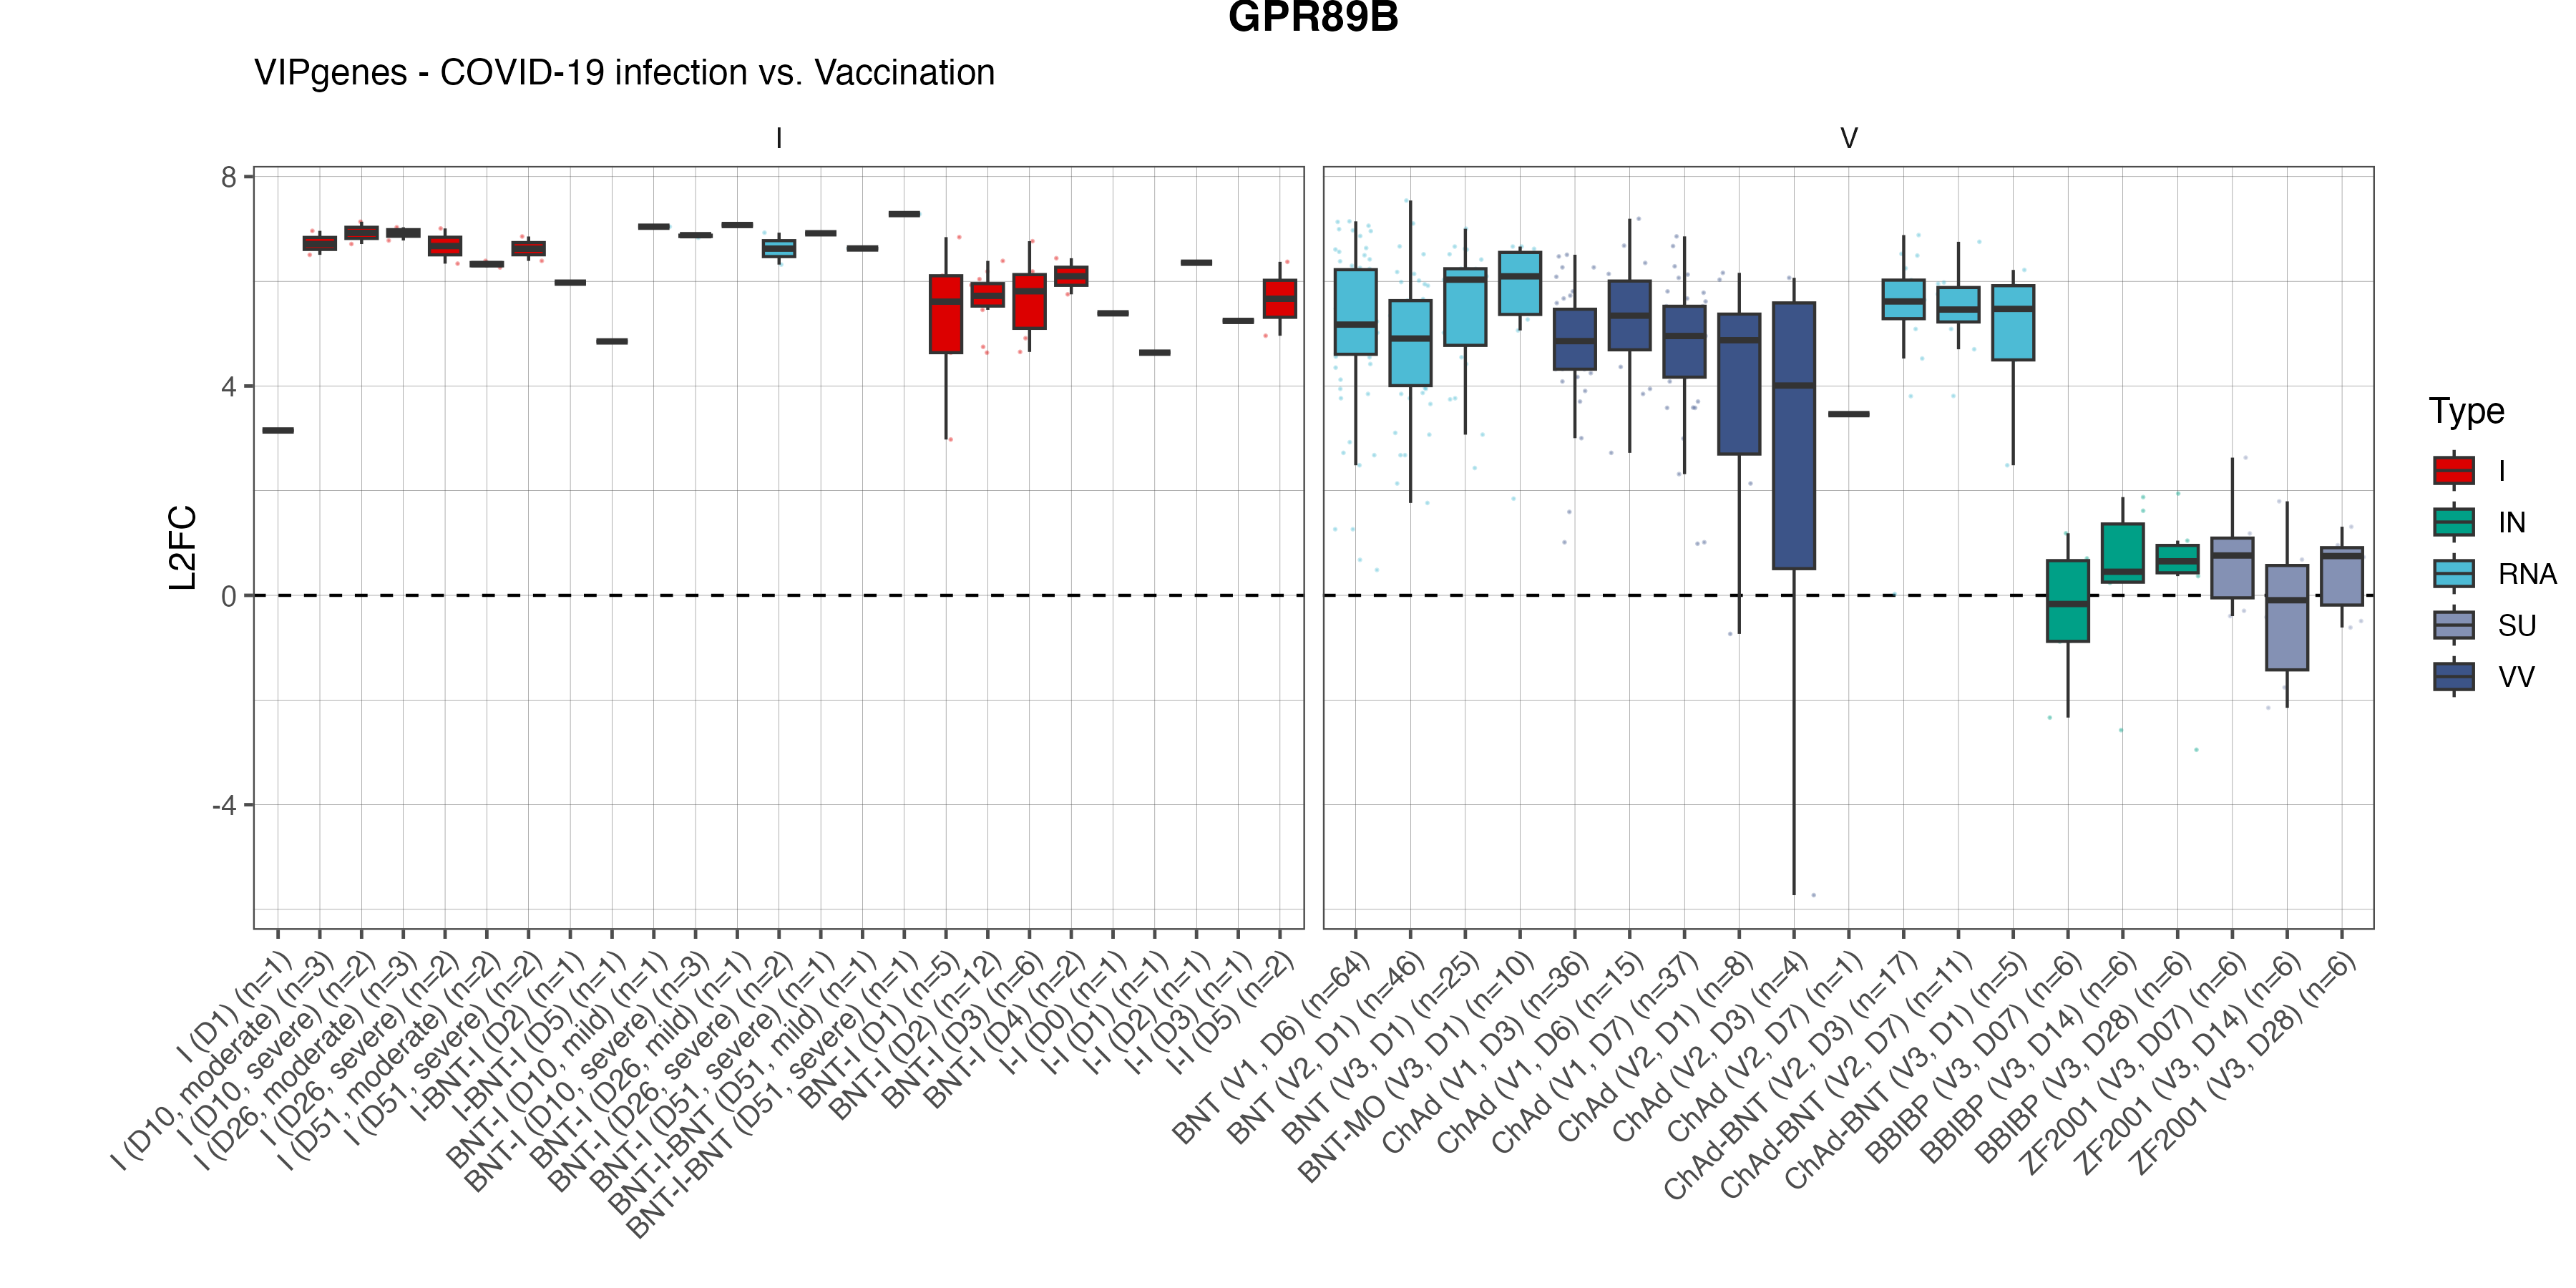 GPR89B
VIPgenes - COVID-19 infection vs. Vaccination
I
V
8
4
0
-4
L2FC
I (D1) (n=1)
I (D10, moderate) (n=3)
I (D10, severe) (n=2)
I (D26, moderate) (n=3)
I (D26, severe) (n=2)
I (D51, moderate) (n=2)
I (D51, severe) (n=2)
I-BNT-I (D2) (n=1)
I-BNT-I (D5) (n=1)
BNT-I (D10, mild) (n=1)
BNT-I (D10, severe) (n=3)
BNT-I (D26, mild) (n=1)
BNT-I (D26, severe) (n=2)
BNT-I (D51, severe) (n=1)
BNT-I-BNT (D51, mild) (n=1)
BNT-I-BNT (D51, severe) (n=1)
BNT-I (D1) (n=5)
BNT-I (D2) (n=12)
BNT-I (D3) (n=6)
BNT-I (D4) (n=2)
I-I (D0) (n=1)
I-I (D1) (n=1)
I-I (D2) (n=1)
I-I (D3) (n=1)
I-I (D5) (n=2)
BNT (V1, D6) (n=64)
BNT (V2, D1) (n=46)
BNT (V3, D1) (n=25)
BNT-MO (V3, D1) (n=10)
ChAd (V1, D3) (n=36)
ChAd (V1, D6) (n=15)
ChAd (V1, D7) (n=37)
ChAd (V2, D1) (n=8)
ChAd (V2, D3) (n=4)
ChAd (V2, D7) (n=1)
ChAd-BNT (V2, D3) (n=17)
ChAd-BNT (V2, D7) (n=11)
ChAd-BNT (V3, D1) (n=5)
BBIBP (V3, D07) (n=6)
BBIBP (V3, D14) (n=6)
BBIBP (V3, D28) (n=6)
ZF2001 (V3, D07) (n=6)
ZF2001 (V3, D14) (n=6)
ZF2001 (V3, D28) (n=6)
Type
I
IN
RNA
SU
VV